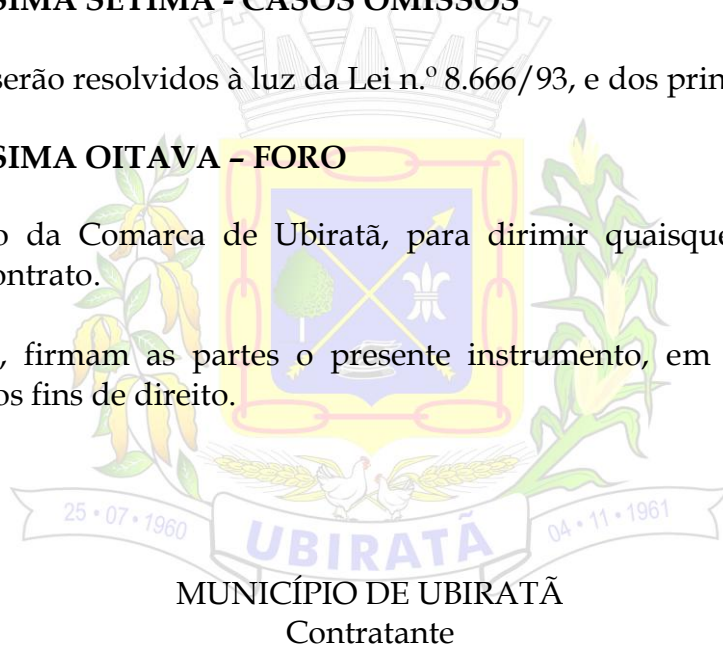 SIMA SÉTIMA - CASOS OMISSOS
serão resolvidos à luz da Lei n.º 8.666/93, e dos prin
SIMA OITAVA – FORO
o da Comarca de Ubiratã, para dirimir quaisque
ontrato.
, firmam as partes o presente instrumento, em
os fins de direito.
25 • 07 • 1960
UBIRATÃ
04 • 11 • 1961
MUNICÍPIO DE UBIRATÃ
Contratante